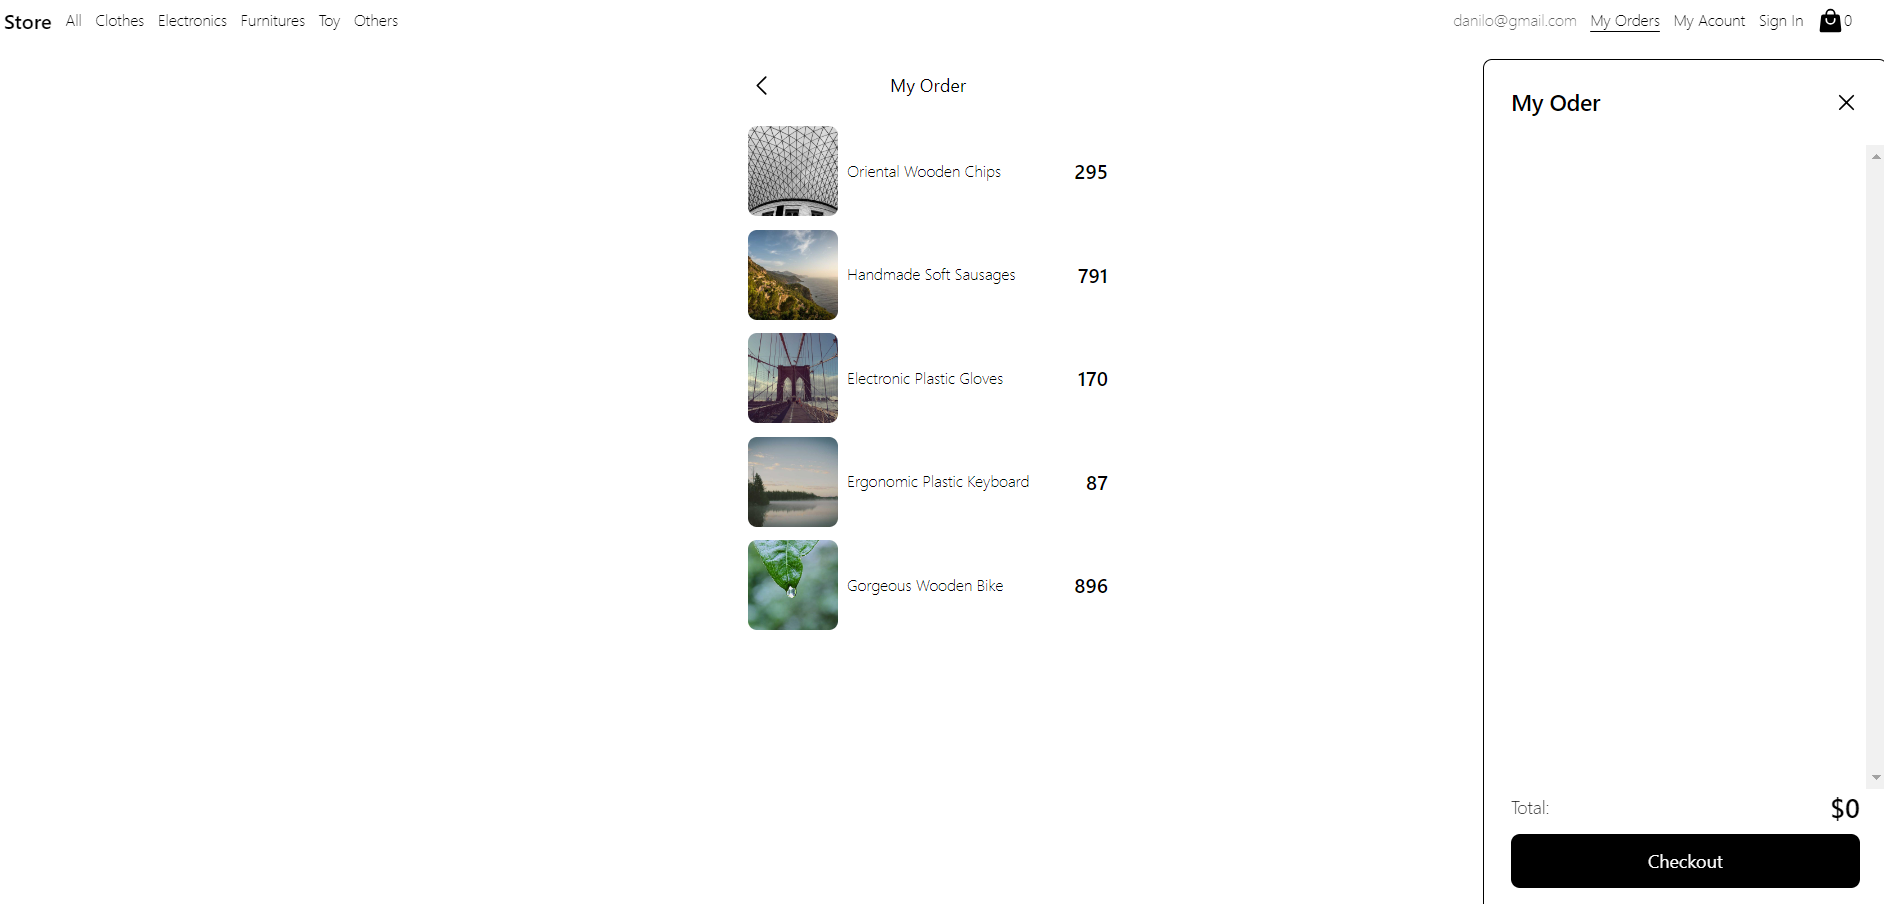 Store All Clothes Electronics Furnitures Toy Others
danilo@gmail.com My Orders My Acount Sign In 0
My Order
Oriental Wooden Chips 295
Handmade Soft Sausages 791
Electronic Plastic Gloves 170
Ergonomic Plastic Keyboard 87
Gorgeous Wooden Bike 896
My Oder
Total: $0
Checkout